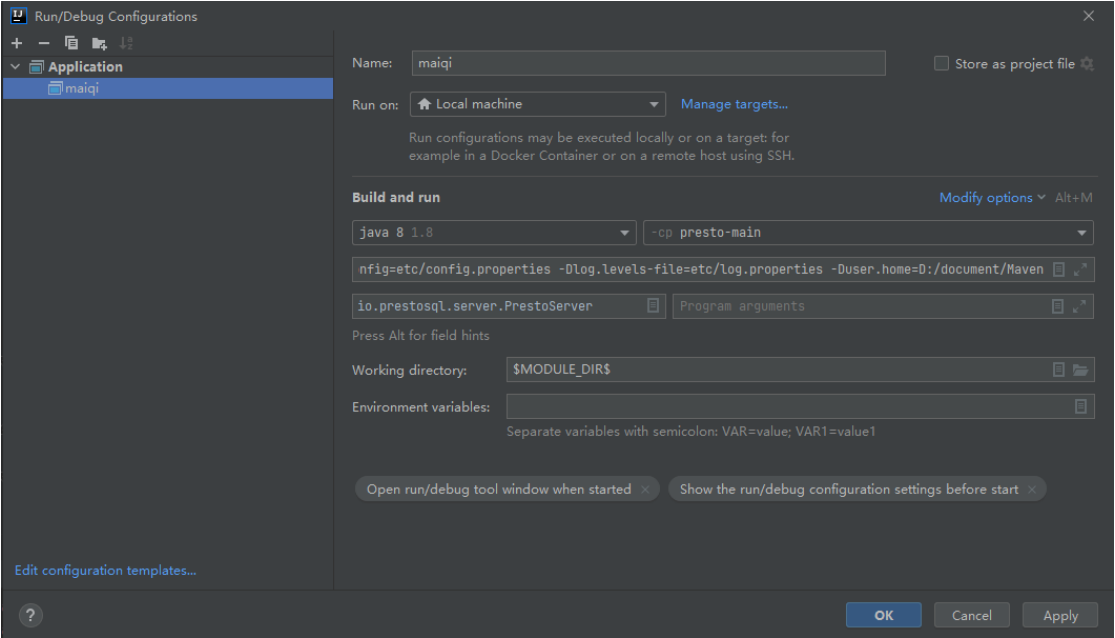 Run/Debug Configurations
Application
maiqi
Edit configuration templates...
Name: maiqi Store as project file
Run on: Local machine Manage targets...
Run configurations may be executed locally or on a target: for
example in a Docker Container or on a remote host using SSH.
Build and run Modify options Alt+M
java 8 1.8 -cp presto-main
nfig=etc/config.properties -Dlog.levels-file=etc/log.properties -Duser.home=D:/document/Maven
io.prestosql.server.PrestoServer Program arguments
Press Alt for field hints
Working directory: $MODULE_DIR$
Environment variables:
Separate variables with semicolon: VAR=value; VAR1=value1
Open run/debug tool window when started × Show the run/debug configuration settings before start ×
? OK Cancel Apply